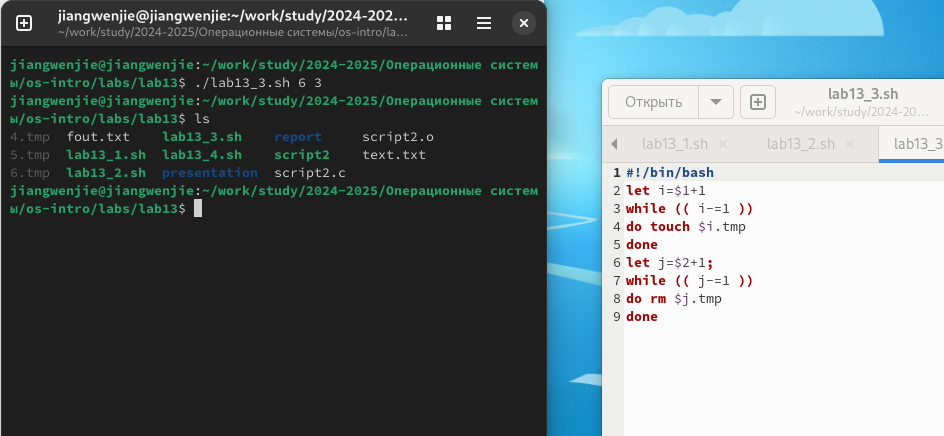 jiangwenjie@jiangwenjie:~/work/study/2024-202...
~/work/study/2024-2025/Операционные системы/os-intro/la...
jiangwenjie@jiangwenjie:~/work/study/2024-2025/Операционные систем
ы/os-intro/labs/lab13$ ./lab13_3.sh 6 3
jiangwenjie@jiangwenjie:~/work/study/2024-2025/Операционные систем
ы/os-intro/labs/lab13$ ls
4.tmp fout.txt lab13_3.sh report script2.o
5.tmp lab13_1.sh lab13_4.sh script2 text.txt
6.tmp lab13_2.sh presentation script2.c
jiangwenjie@jiangwenjie:~/work/study/2024-2025/Операционные систем
ы/os-intro/labs/lab13$
Открыть
lab13_3.sh
~/work/study/2024-20...
lab13_1.sh × lab13_2.sh × lab13_3
1 #!/bin/bash
2 let i=$1+1
3 while (( i-=1 ))
4 do touch $i.tmp
5 done
6 let j=$2+1;
7 while (( j-=1 ))
8 do rm $j.tmp
9 done